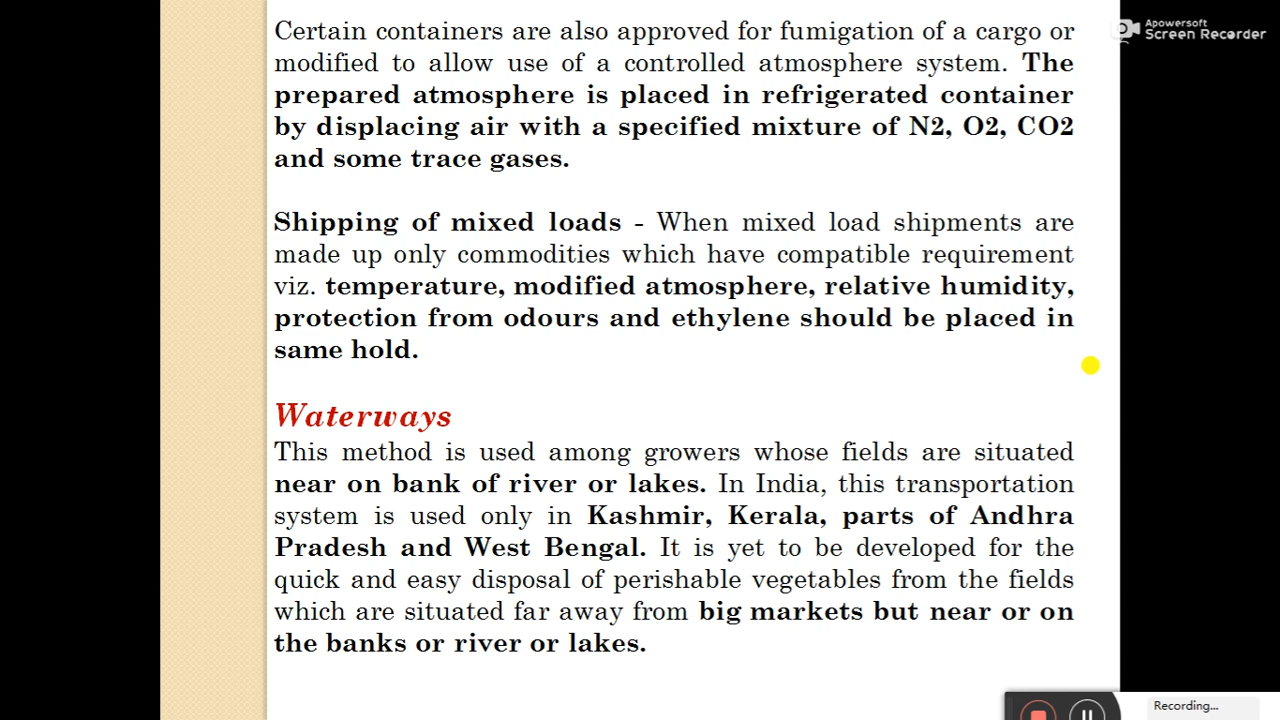 Certain containers are also approved for fumigation of a cargo or
modified to allow use of a controlled atmosphere system. The
prepared atmosphere is placed in refrigerated container
by displacing air with a specified mixture of N2, O2, CO2
and some trace gases.
Shipping of mixed loads - When mixed load shipments are
made up only commodities which have compatible requirement
viz. temperature, modified atmosphere, relative humidity,
protection from odours and ethylene should be placed in
same hold.
Waterways
This method is used among growers whose fields are situated
near on bank of river or lakes. In India, this transportation
system is used only in Kashmir, Kerala, parts of Andhra
Pradesh and West Bengal. It is yet to be developed for the
quick and easy disposal of perishable vegetables from the fields
which are situated far away from big markets but near or on
the banks or river or lakes.
Apowersoft
Screen Recorder
Recording...